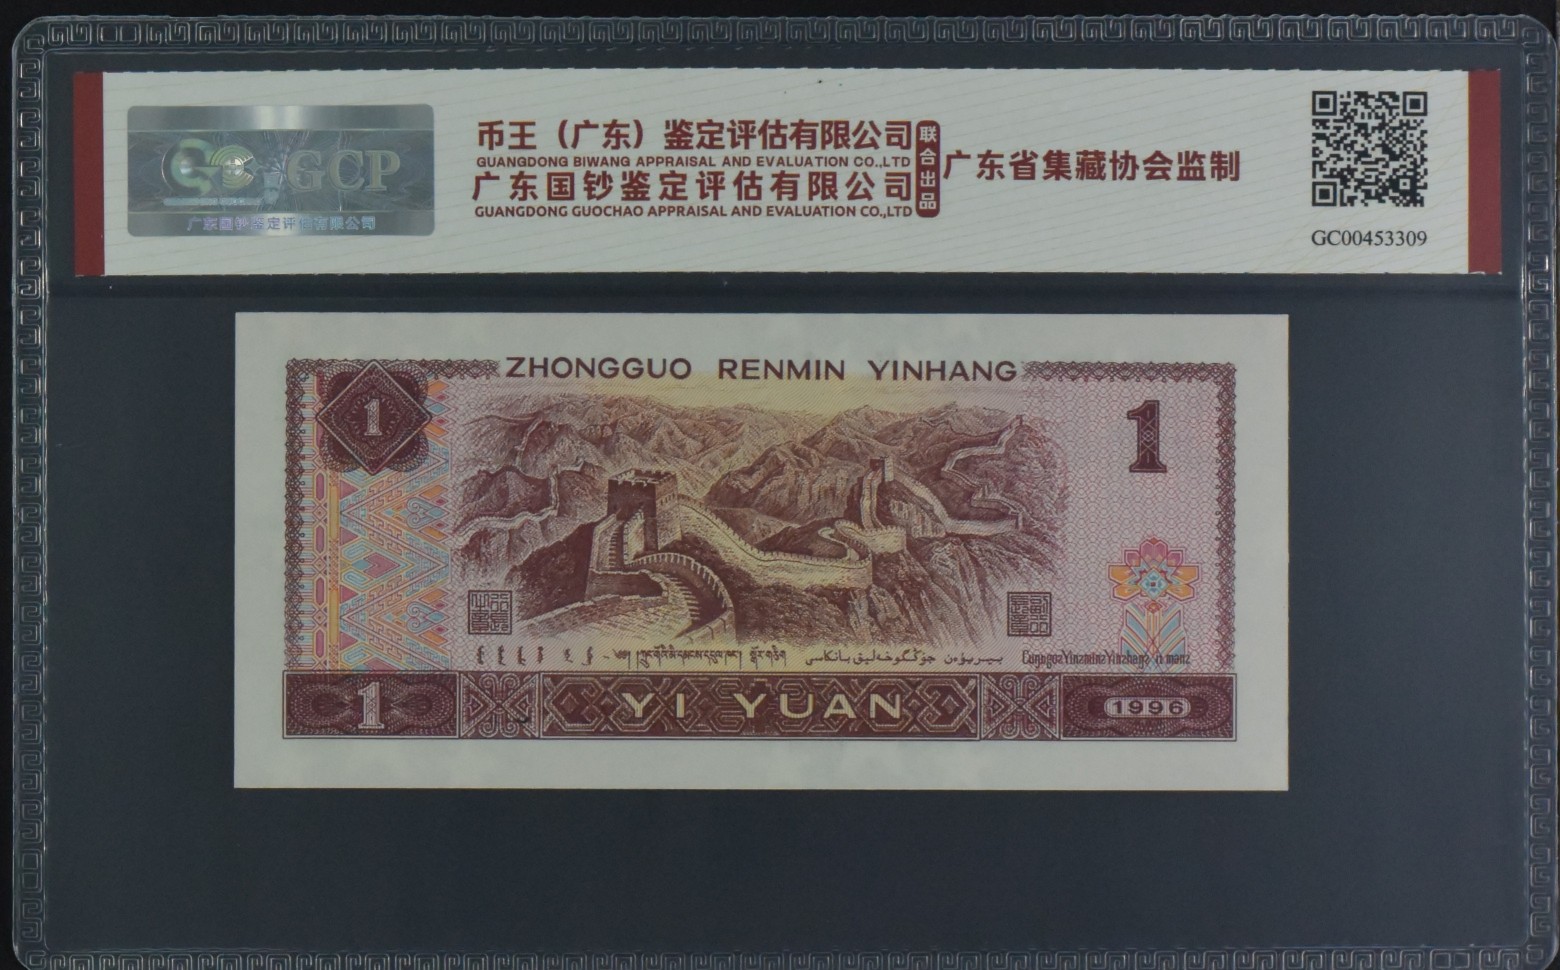 GCP
广东国钞鉴定评估有限公司
币王（广东）鉴定评估有限公司
GUANGDONG BIWANG APPRAISAL AND EVALUATION CO.,LTD
广东国钞鉴定评估有限公司
GUANGDONG GUOCHAO APPRAISAL AND EVALUATION CO.,LTD
联合出品
广东省集藏协会监制
GC00453309
ZHONGGUO RENMIN YINHANG
1
1
1 YI YUAN 1996